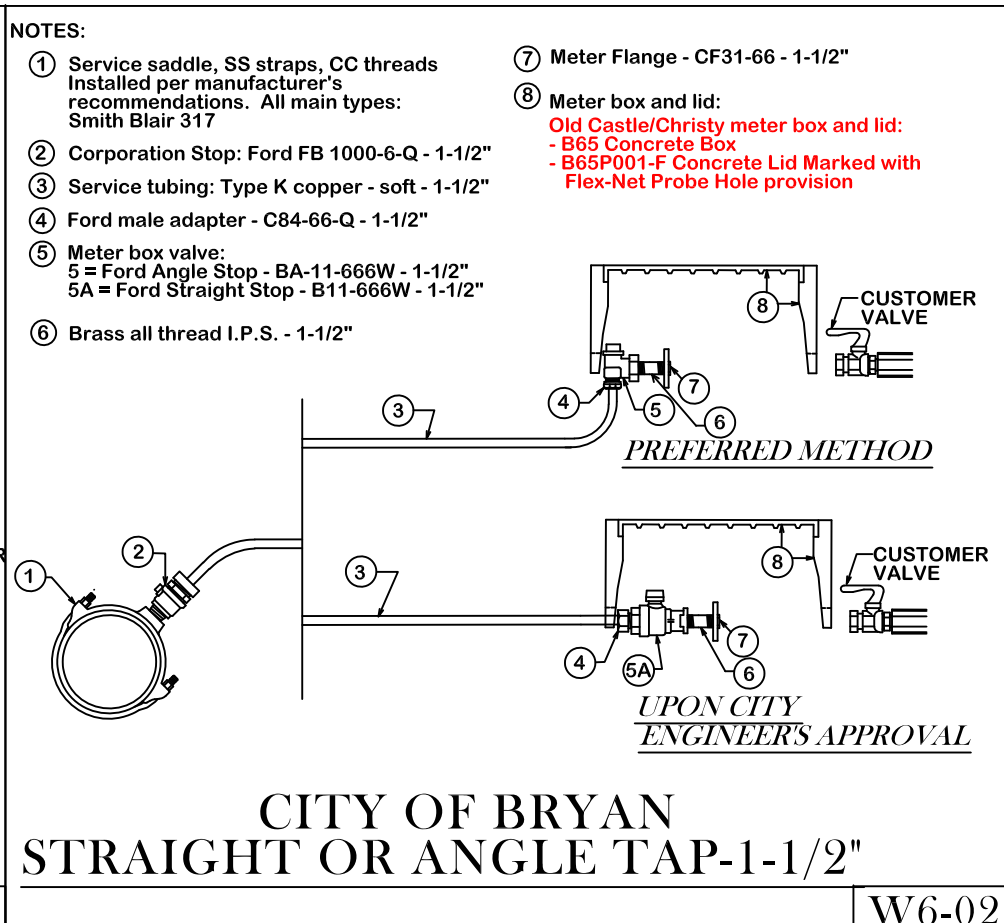 NOTES:
1 Service saddle, SS straps, CC threads
Installed per manufacturer's
recommendations. All main types:
Smith Blair 317
2 Corporation Stop: Ford FB 1000-6-Q - 1-1/2"
3 Service tubing: Type K copper - soft - 1-1/2"
4 Ford male adapter - C84-66-Q - 1-1/2"
5 Meter box valve:
5 = Ford Angle Stop - BA-11-666W - 1-1/2"
5A = Ford Straight Stop - B11-666W - 1-1/2"
6 Brass all thread I.P.S. - 1-1/2"
7 Meter Flange - CF31-66 - 1-1/2"
8 Meter box and lid:
Old Castle/Christy meter box and lid:
- B65 Concrete Box
- B65P001-F Concrete Lid Marked with
Flex-Net Probe Hole provision
8
CUSTOMER
VALVE
3
4
5
7
6
PREFERRED METHOD
1
2
3
8
CUSTOMER
VALVE
4
5A
7
6
UPON CITY
ENGINEER'S APPROVAL
CITY OF BRYAN
STRAIGHT OR ANGLE TAP-1-1/2"
W6-02